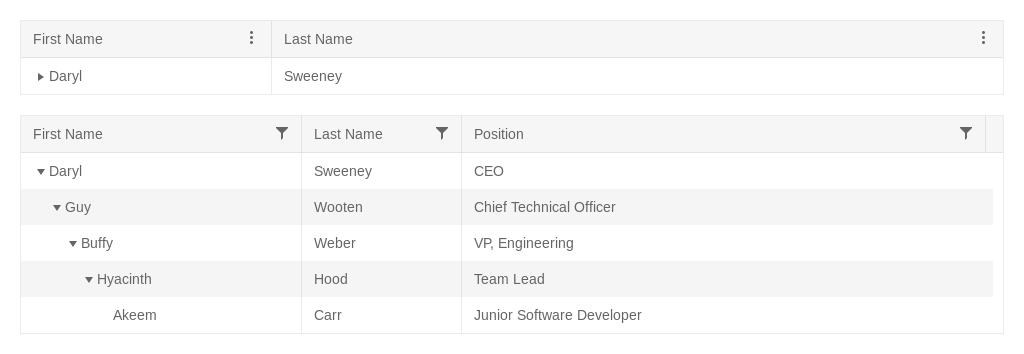 First Name Last Name
Daryl Sweeney
First Name Last Name Position
Daryl Sweeney CEO
Guy Wooten Chief Technical Officer
Buffy Weber VP, Engineering
Hyacinth Hood Team Lead
Akeem Carr Junior Software Developer